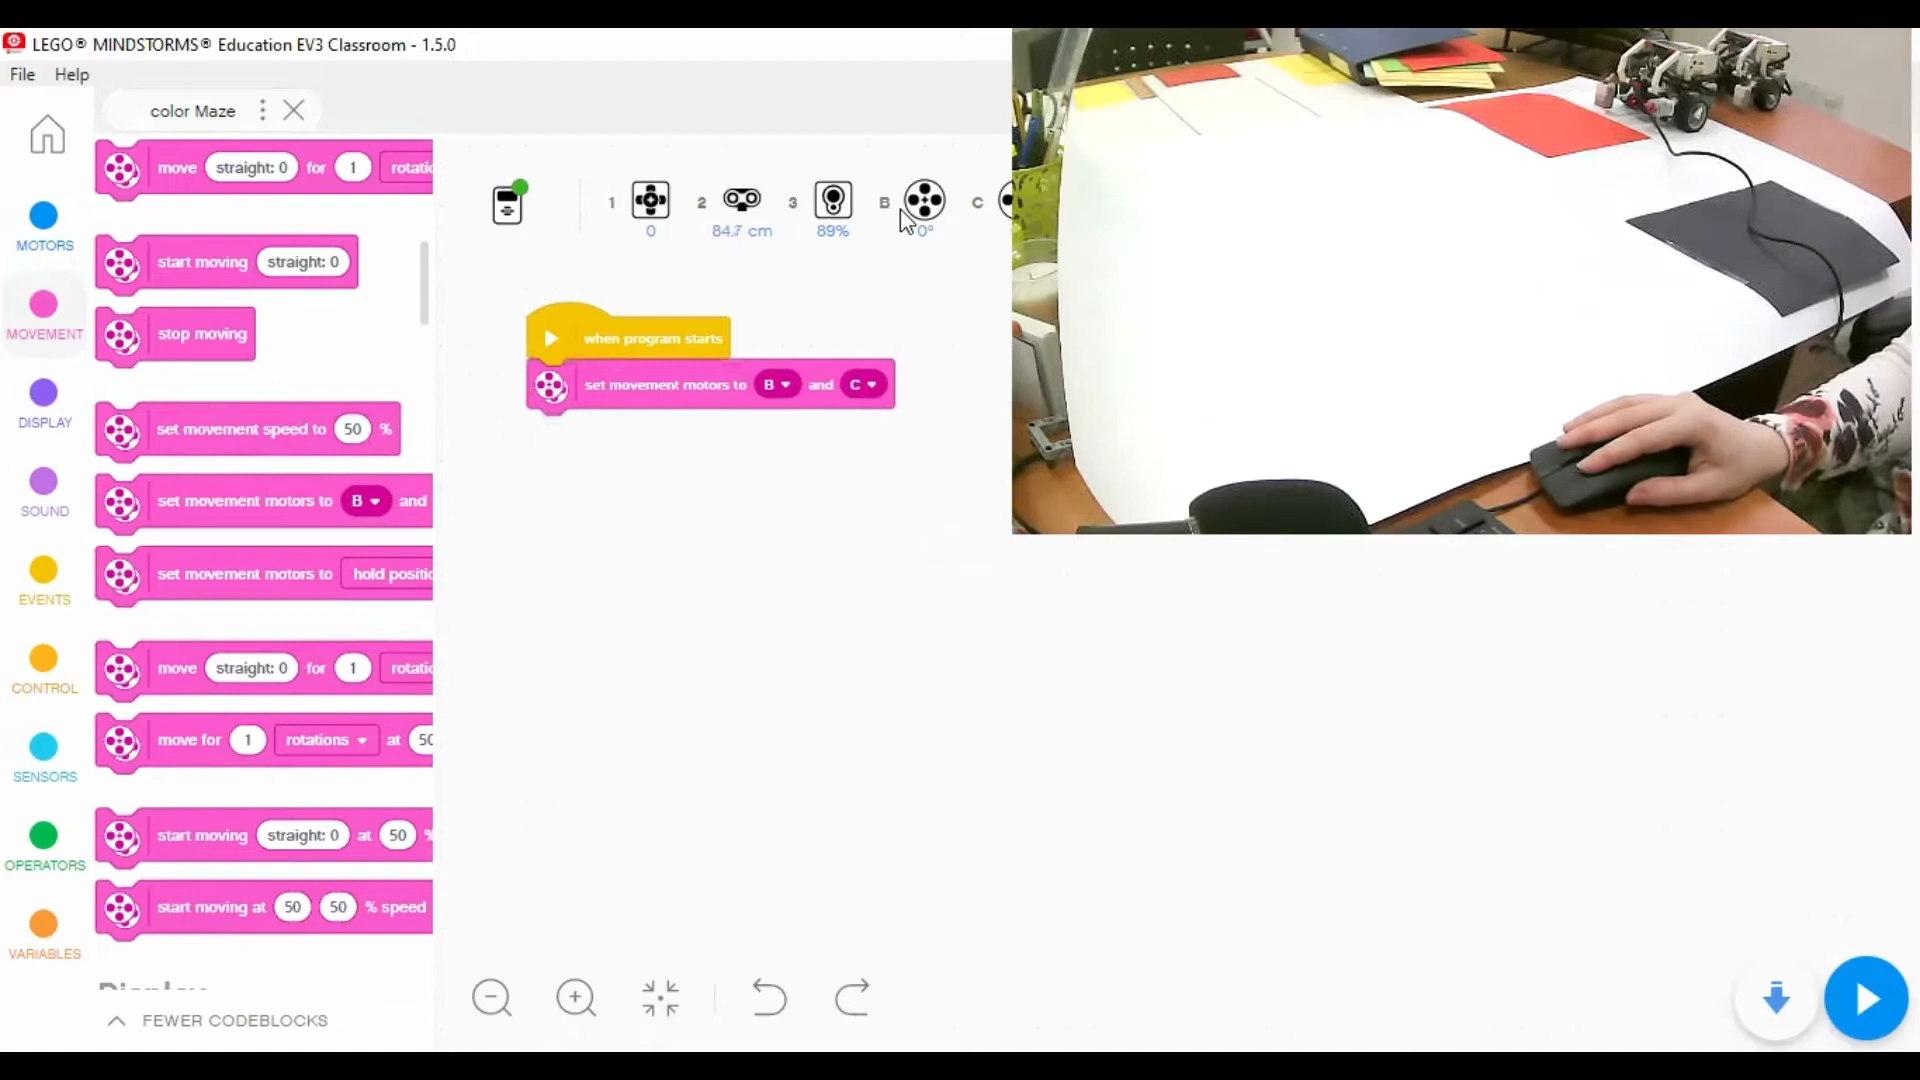 LEGO® MINDSTORMS® Education EV3 Classroom - 1.5.0
File Help
color Maze
MOTORS
MOVEMENT
DISPLAY
SOUND
EVENTS
CONTROL
SENSORS
OPERATORS
VARIABLES
move straight: 0 for 1
start moving straight: 0
stop moving
set movement speed to 50 %
set movement motors to B and
set movement motors to hold
move straight: 0 for 1
move for 1 rotations at
start moving straight: 0 at 50
start moving at 50 50 % speed
FEWER CODEBLOCKS
1 2 3 B C
0 84.7 cm 89% 0°
when program starts
set movement motors to B and C